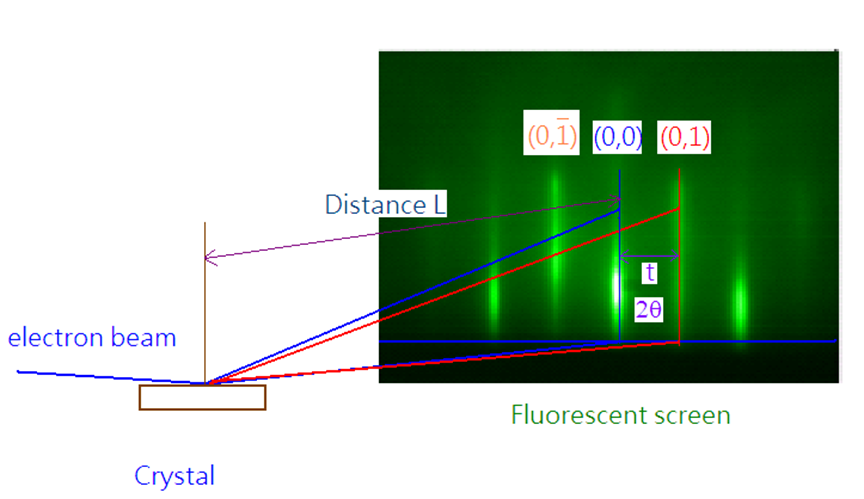 (0,1̅) (0,0) (0,1)
Distance L
t
2θ
electron beam
Fluorescent screen
Crystal